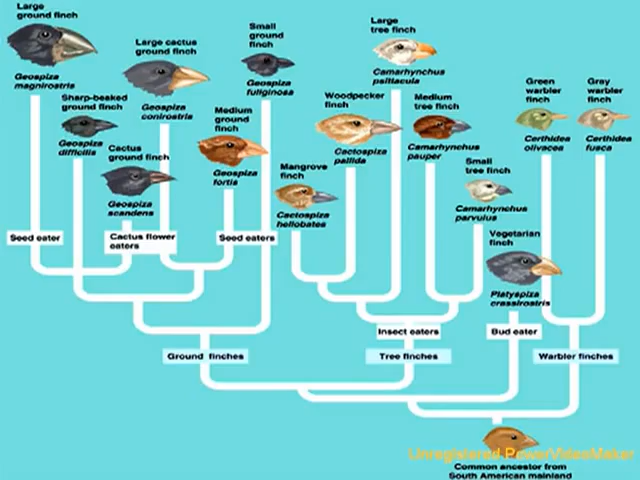 Large
ground finch
Geospiza
magnirostris
Large cactus
ground finch
Geospiza
conirostris
Small
ground
finch
Geospiza
fuliginosa
Large
tree finch
Camarhynchus
psittacula
Sharp-beaked
ground finch
Geospiza
difficilis
Medium
ground
finch
Geospiza
fortis
Woodpecker
finch
Cactospiza
pallida
Medium
tree finch
Camarhynchus
pauper
Green
warbler
finch
Certhidea
olivacea
Gray
warbler
finch
Certhidea
fusca
Cactus
ground finch
Geospiza
scandens
Mangrove
finch
Cactospiza
heliobates
Small
tree finch
Camarhynchus
parvulus
Vegetarian
finch
Platyspiza
crassirostris
Seed eater
Cactus flower
eaters
Seed eaters
Insect eaters
Bud eater
Ground finches
Tree finches
Warbler finches
Unregistered PowerVideoMaker
Common ancestor from
South American mainland